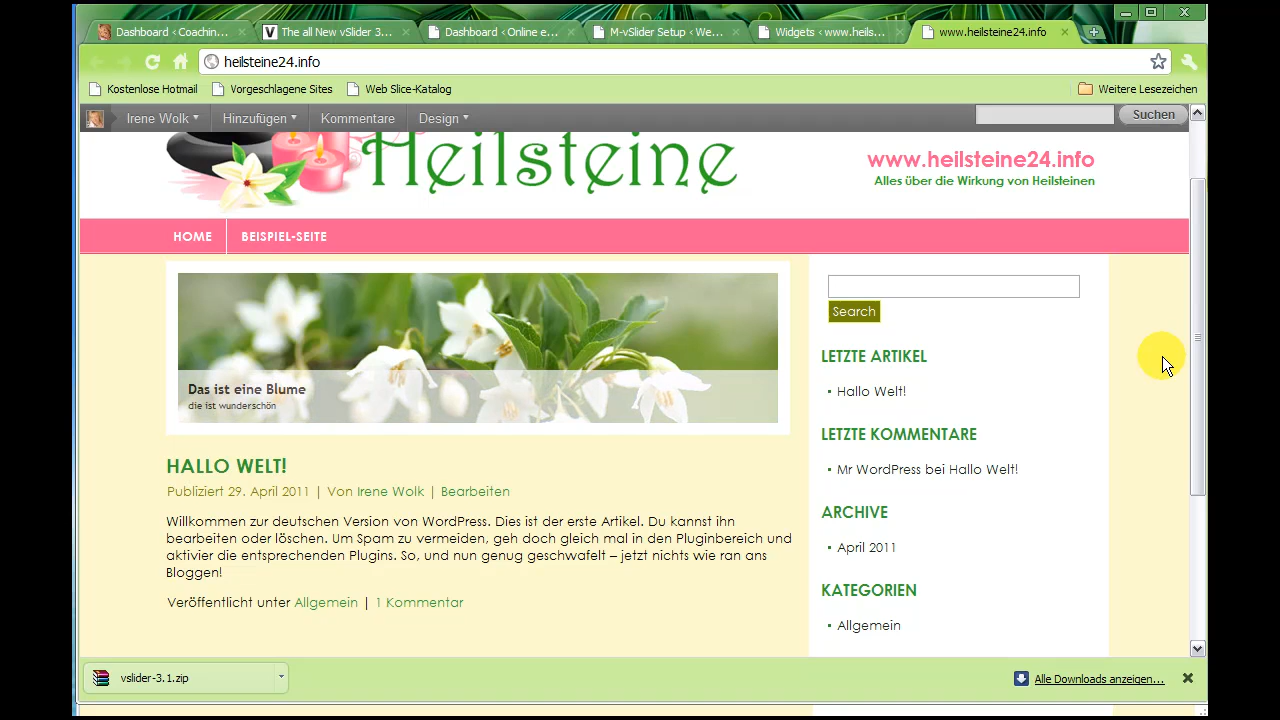 Dashboard ‹ Coachin...
The all New vSlider 3...
Dashboard ‹ Online e...
M-vSlider Setup ‹ We...
Widgets ‹ www.heils...
www.heilsteine24.info
heilsteine24.info
Kostenlose Hotmail
Vorgeschlagene Sites
Web Slice-Katalog
Weitere Lesezeichen
Irene Wolk
Hinzufügen
Kommentare
Design
Suchen
Heilsteine
www.heilsteine24.info
Alles über die Wirkung von Heilsteinen
HOME
BEISPIEL-SEITE
Das ist eine Blume
die ist wunderschön
HALLO WELT!
Publiziert 29. April 2011 | Von Irene Wolk | Bearbeiten
Willkommen zur deutschen Version von WordPress. Dies ist der erste Artikel. Du kannst ihn
bearbeiten oder löschen. Um Spam zu vermeiden, geh doch gleich mal in den Pluginbereich und
aktivier die entsprechenden Plugins. So, und nun genug geschwafelt – jetzt nichts wie ran ans
Bloggen!
Veröffentlicht unter Allgemein | 1 Kommentar
Search
LETZTE ARTIKEL
Hallo Welt!
LETZTE KOMMENTARE
Mr WordPress bei Hallo Welt!
ARCHIVE
April 2011
KATEGORIEN
Allgemein
vslider-3.1.zip
Alle Downloads anzeigen...